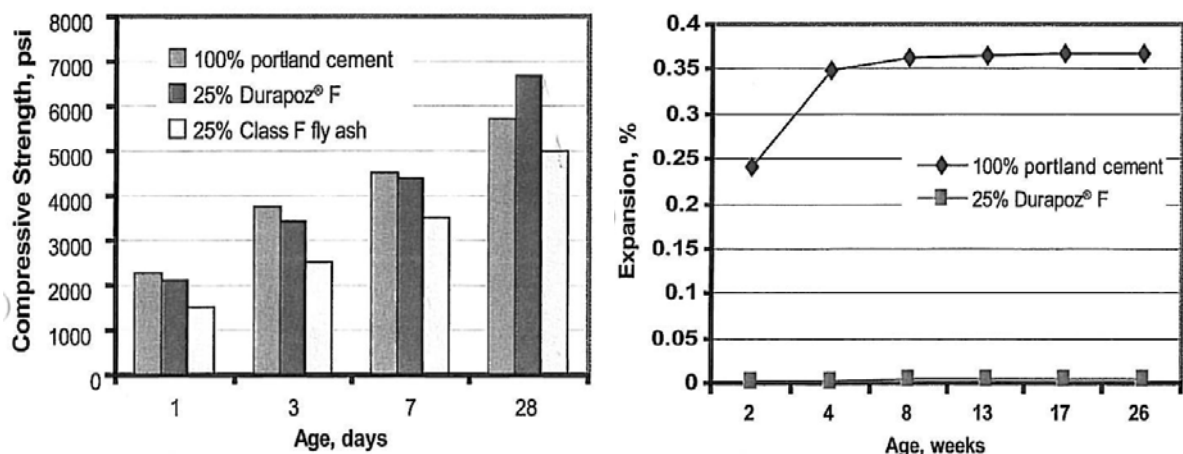 Compressive Strength, psi
8000
7000
6000
5000
4000
3000
2000
1000
0
100% portland cement
25% Durapoz® F
25% Class F fly ash
1 3 7 28
Age, days
Expansion, %
0.4
0.35
0.3
0.25
0.2
0.15
0.1
0.05
0
100% portland cement
25% Durapoz® F
2 4 8 13 17 26
Age, weeks